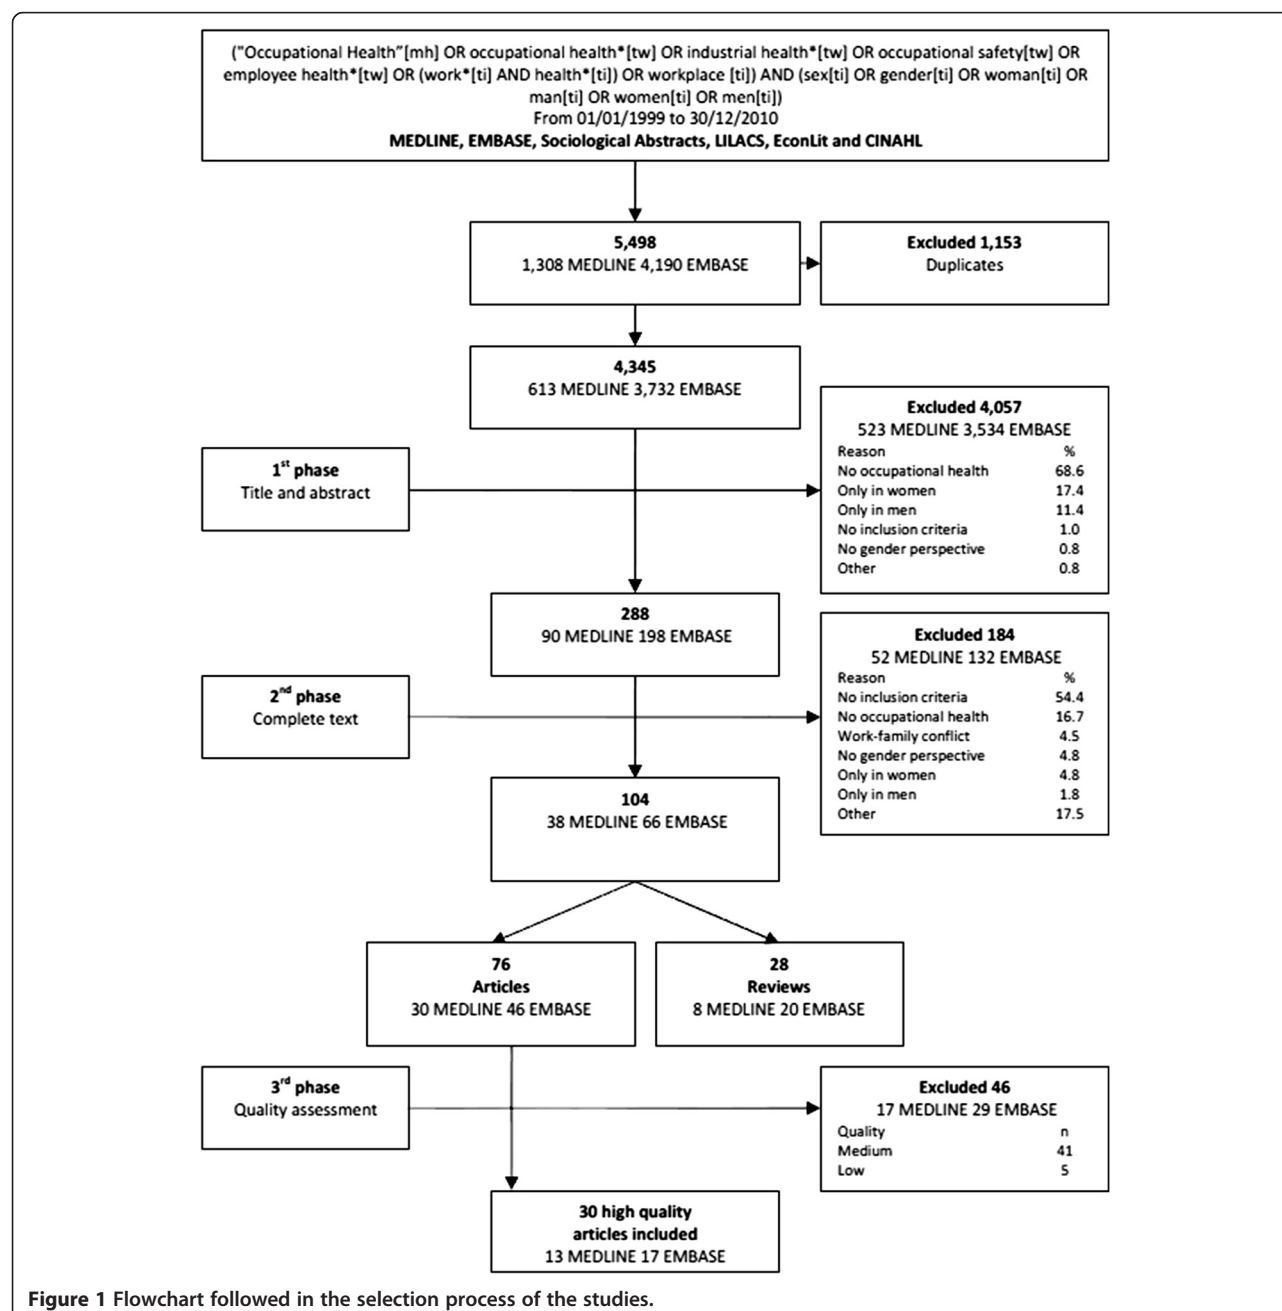 ("Occupational Health”[mh] OR occupational health*[tw] OR industrial health*[tw] OR occupational safety[tw] OR
employee health*[tw] OR (work*[ti] AND health*[ti]) OR workplace [ti]) AND (sex[ti] OR gender[ti] OR woman[ti] OR
man[ti] OR women[ti] OR men[ti])
From 01/01/1999 to 30/12/2010
MEDLINE, EMBASE, Sociological Abstracts, LILACS, EconLit and CINAHL
5,498
1,308 MEDLINE 4,190 EMBASE
Excluded 1,153
Duplicates
4,345
613 MEDLINE 3,732 EMBASE
1st phase
Title and abstract
Excluded 4,057
523 MEDLINE 3,534 EMBASE
Reason %
No occupational health 68.6
Only in women 17.4
Only in men 11.4
No inclusion criteria 1.0
No gender perspective 0.8
Other 0.8
288
90 MEDLINE 198 EMBASE
2nd phase
Complete text
Excluded 184
52 MEDLINE 132 EMBASE
Reason %
No inclusion criteria 54.4
No occupational health 16.7
Work-family conflict 4.5
No gender perspective 4.8
Only in women 4.8
Only in men 1.8
Other 17.5
104
38 MEDLINE 66 EMBASE
76
Articles
30 MEDLINE 46 EMBASE
28
Reviews
8 MEDLINE 20 EMBASE
3rd phase
Quality assessment
Excluded 46
17 MEDLINE 29 EMBASE
Quality n
Medium 41
Low 5
30 high quality
articles included
13 MEDLINE 17 EMBASE
Figure 1 Flowchart followed in the selection process of the studies.